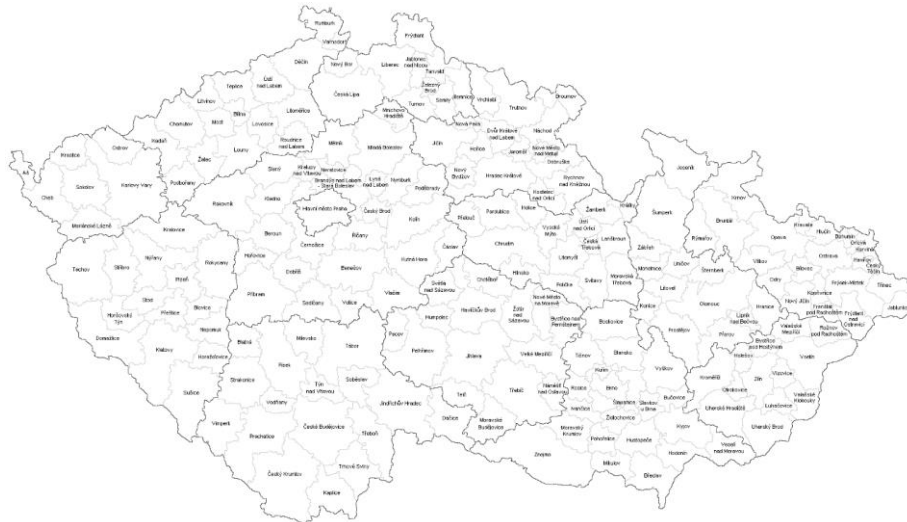 Rumburk
Varnsdorf
Děčín
Ústí
nad Labem
Teplice
Litvínov
Bílina
Most
Chomutov
Kadaň
Litoměřice
Lovosice
Roudnice
nad Labem
Louny
Žatec
Podbořany
Frýdlant
Nový Bor
Liberec
Jablonec
nad Nisou
Tanvald
Železný
Brod
Česká Lípa
Turnov
Semily
Jilemnice
Aš
Kraslice
Ostrov
Sokolov
Karlovy Vary
Cheb
Mariánské Lázně
Vrchlabí
Trutnov
Broumov
Nová Paka
Dvůr Králové
nad Labem
Náchod
Jičín
Hořice
Jaroměř
Nové Město
nad Metují
Dobruška
Nový
Bydžov
Hradec Králové
Rychnov
nad Kněžnou
Kostelec
nad Orlicí
Mnichovo
Hradiště
Mělník
Mladá Boleslav
Slaný
Kralupy
nad Vltavou
Neratovice
Brandýs nad Labem
- Stará Boleslav
Lysá
nad Labem
Nymburk
Poděbrady
Rakovník
Kladno
Hlavní město Praha
Český Brod
Kolín
Beroun
Černošice
Říčany
Kutná Hora
Čáslav
Hořovice
Dobříš
Benešov
Příbram
Sedlčany
Votice
Vlašim
Kralovice
Tachov
Stříbro
Nýřany
Plzeň
Rokycany
Stod
Blovice
Horšovský
Týn
Přeštice
Nepomuk
Domažlice
Klatovy
Horažďovice
Sušice
Blatná
Milevsko
Tábor
Písek
Strakonice
Týn
nad Vltavou
Soběslav
Vodňany
Jindřichův Hradec
Dačice
Vimperk
Prachatice
České Budějovice
Třeboň
Trhové Sviny
Český Krumlov
Kaplice
Přelouč
Pardubice
Holice
Žamberk
Králíky
Vysoké
Mýto
Ústí
nad Orlicí
Chrudim
Česká
Třebová
Lanškroun
Litomyšl
Hlinsko
Polička
Svitavy
Moravská
Třebová
Světlá
nad Sázavou
Chotěboř
Havlíčkův Brod
Humpolec
Nové Město
na Moravě
Žďár
nad
Sázavou
Bystřice nad
Pernštejnem
Pacov
Pelhřimov
Jihlava
Velké Meziříčí
Telč
Třebíč
Náměšť
nad Oslavou
Moravské
Budějovice
Boskovice
Blansko
Tišnov
Kuřim
Vyškov
Rosice
Brno
Bučovice
Ivančice
Šlapanice
Slavkov
u Brna
Židlochovice
Moravský
Krumlov
Pohořelice
Hustopeče
Kyjov
Znojmo
Mikulov
Hodonín
Veselí
nad Moravou
Břeclav
Jeseník
Šumperk
Zábřeh
Mohelnice
Uničov
Šternberk
Litovel
Konice
Olomouc
Prostějov
Lipník
nad Bečvou
Hranice
Přerov
Krnov
Bruntál
Rýmařov
Opava
Kravaře
Hlučín
Bohumín
Orlová
Karviná
Ostrava
Havířov
Český
Těšín
Vítkov
Bílovec
Odry
Kopřivnice
Frýdek-Místek
Třinec
Nový Jičín
Frenštát
pod Radhoštěm
Frýdlant
nad
Ostravicí
Jablunkov
Valašské
Meziříčí
Rožnov
pod Radhoštěm
Bystřice
pod Hostýnem
Holešov
Vsetín
Kroměříž
Zlín
Vizovice
Otrokovice
Valašské
Klobouky
Luhačovice
Uherské Hradiště
Uherský Brod